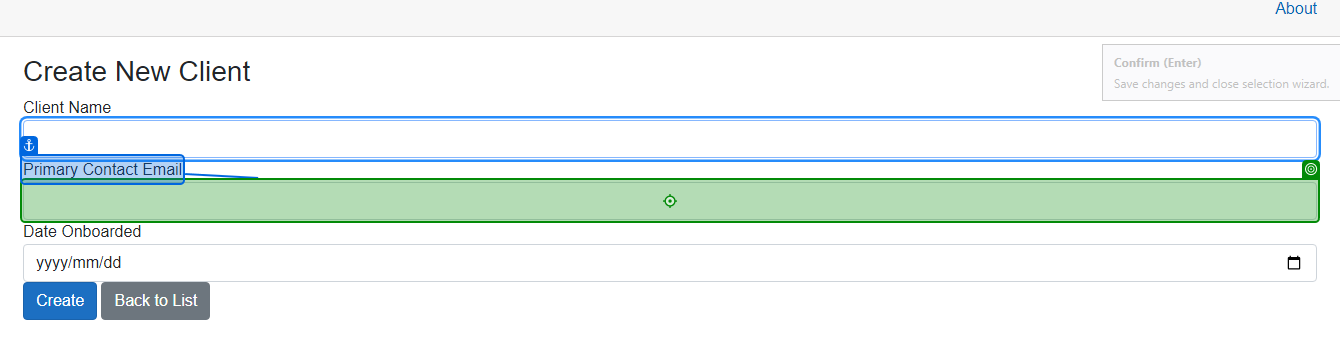 About
Create New Client
Confirm (Enter)
Save changes and close selection wizard.
Client Name
Primary Contact Email
Date Onboarded
yyyy/mm/dd
Create Back to List